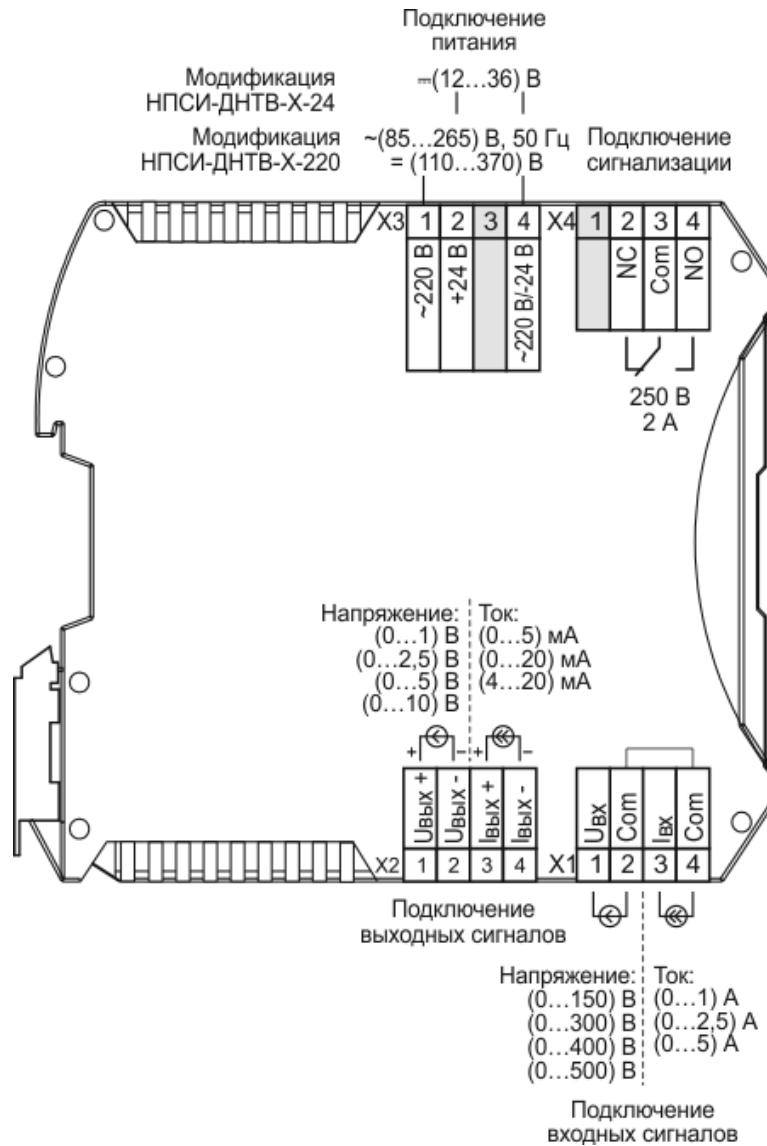 Подключение
питания
Модификация
НПСИ-ДНТВ-Х-24
⎓(12...36) В
Модификация
НПСИ-ДНТВ-Х-220
~(85...265) В, 50 Гц
= (110...370) В
Подключение
сигнализации
X3 1 2 3 4
~220 В
+24 В
~220 В/-24 В
X4 1 2 3 4
NC
Com
NO
250 В
2 А
Напряжение:
(0...1) В
(0...2,5) В
(0...5) В
(0...10) В
Ток:
(0...5) мА
(0...20) мА
(4...20) мА
+ − + −
Uвых +
Uвых -
Iвых +
Iвых -
X2 1 2 3 4
Uвх
Com
Iвх
Com
X1 1 2 3 4
Подключение
выходных сигналов
Напряжение:
(0...150) В
(0...300) В
(0...400) В
(0...500) В
Ток:
(0...1) А
(0...2,5) А
(0...5) А
Подключение
входных сигналов